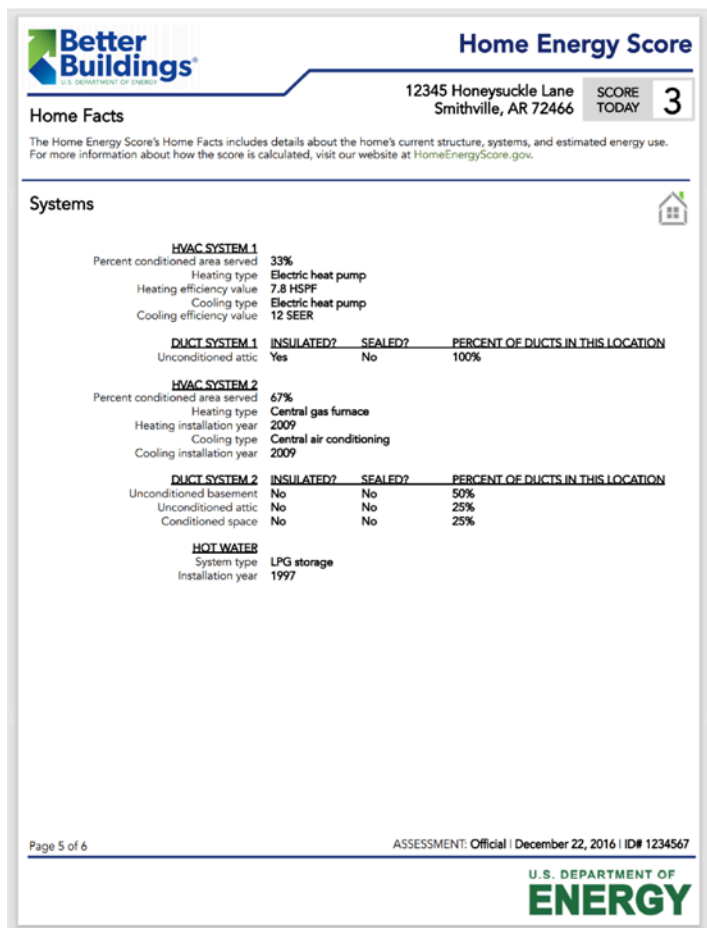 Better
Buildings®
U.S. DEPARTMENT OF ENERGY
Home Energy Score
12345 Honeysuckle Lane
Smithville, AR 72466
SCORE
TODAY
3
Home Facts
The Home Energy Score's Home Facts includes details about the home's current structure, systems, and estimated energy use.
For more information about how the score is calculated, visit our website at HomeEnergyScore.gov.
Systems
HVAC SYSTEM 1
Percent conditioned area served 33%
Heating type Electric heat pump
Heating efficiency value 7.8 HSPF
Cooling type Electric heat pump
Cooling efficiency value 12 SEER
DUCT SYSTEM 1 INSULATED? SEALED? PERCENT OF DUCTS IN THIS LOCATION
Unconditioned attic Yes No 100%
HVAC SYSTEM 2
Percent conditioned area served 67%
Heating type Central gas furnace
Heating installation year 2009
Cooling type Central air conditioning
Cooling installation year 2009
DUCT SYSTEM 2 INSULATED? SEALED? PERCENT OF DUCTS IN THIS LOCATION
Unconditioned basement No No 50%
Unconditioned attic No No 25%
Conditioned space No No 25%
HOT WATER
System type LPG storage
Installation year 1997
Page 5 of 6
ASSESSMENT: Official | December 22, 2016 | ID# 1234567
U.S. DEPARTMENT OF
ENERGY